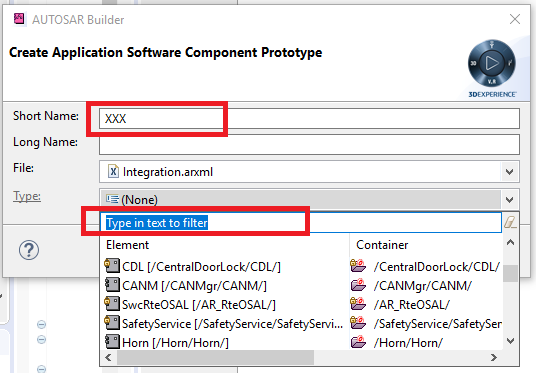 AUTOSAR Builder
Create Application Software Component Prototype
3D
V.R
3DEXPERIENCE
Short Name: XXX
Long Name:
File: Integration.arxml
Type: (None)
Type in text to filter
Element Container
CDL [/CentralDoorLock/CDL/] /CentralDoorLock/CDL/
CANM [/CANMgr/CANM/] /CANMgr/CANM/
SwcRteOSAL [/AR_RteOSAL/] /AR_RteOSAL/
SafetyService [/SafetyService/SafetyServi... /SafetyService/SafetyServ
Horn [/Horn/Horn/] /Horn/Horn/